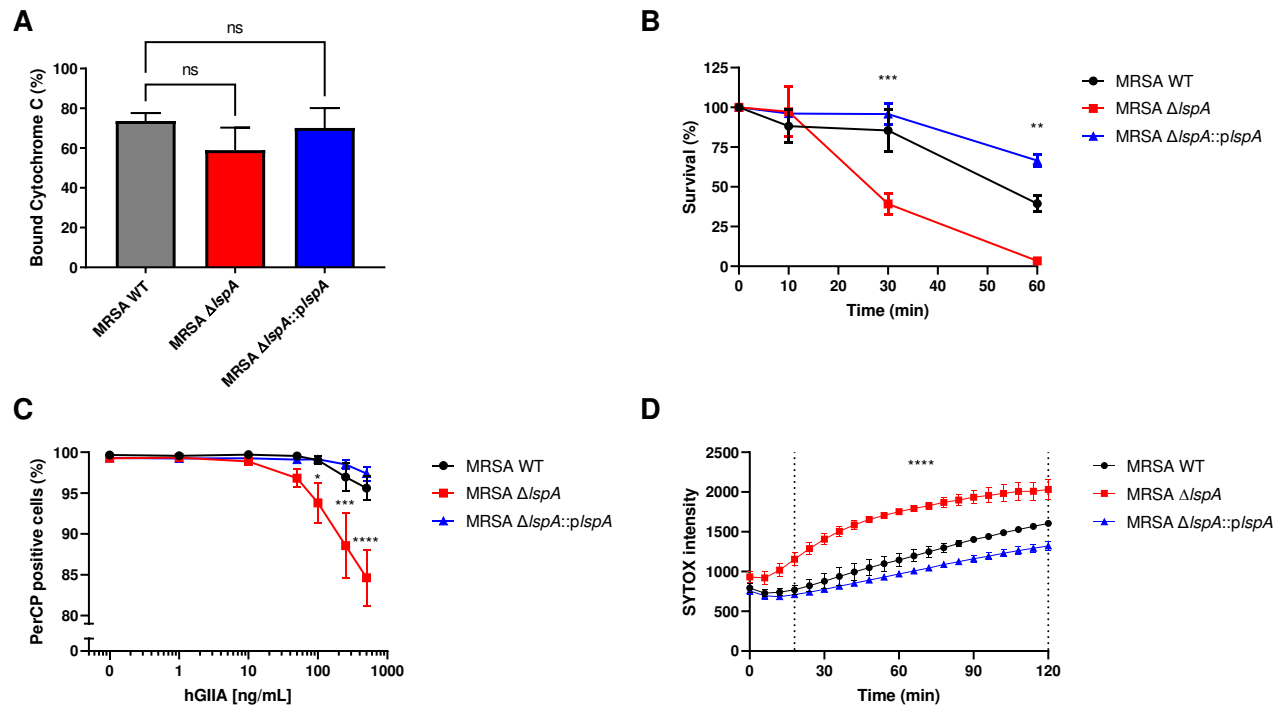 A
ns
ns
Bound Cytochrome C (%)
100
80
60
40
20
0
MRSA WT
MRSA ΔlspA
MRSA ΔlspA::plspA
B
Survival (%)
125
100
75
50
25
0
***
**
0 10 20 30 40 50 60
Time (min)
MRSA WT
MRSA ΔlspA
MRSA ΔlspA::plspA
C
PerCP positive cells (%)
100
95
90
85
80
0
*
***
****
0 1 10 100 1000
hGIIA [ng/mL]
MRSA WT
MRSA ΔlspA
MRSA ΔlspA::plspA
D
SYTOX intensity
2500
2000
1500
1000
500
0
****
0 30 60 90 120
Time (min)
MRSA WT
MRSA ΔlspA
MRSA ΔlspA::plspA